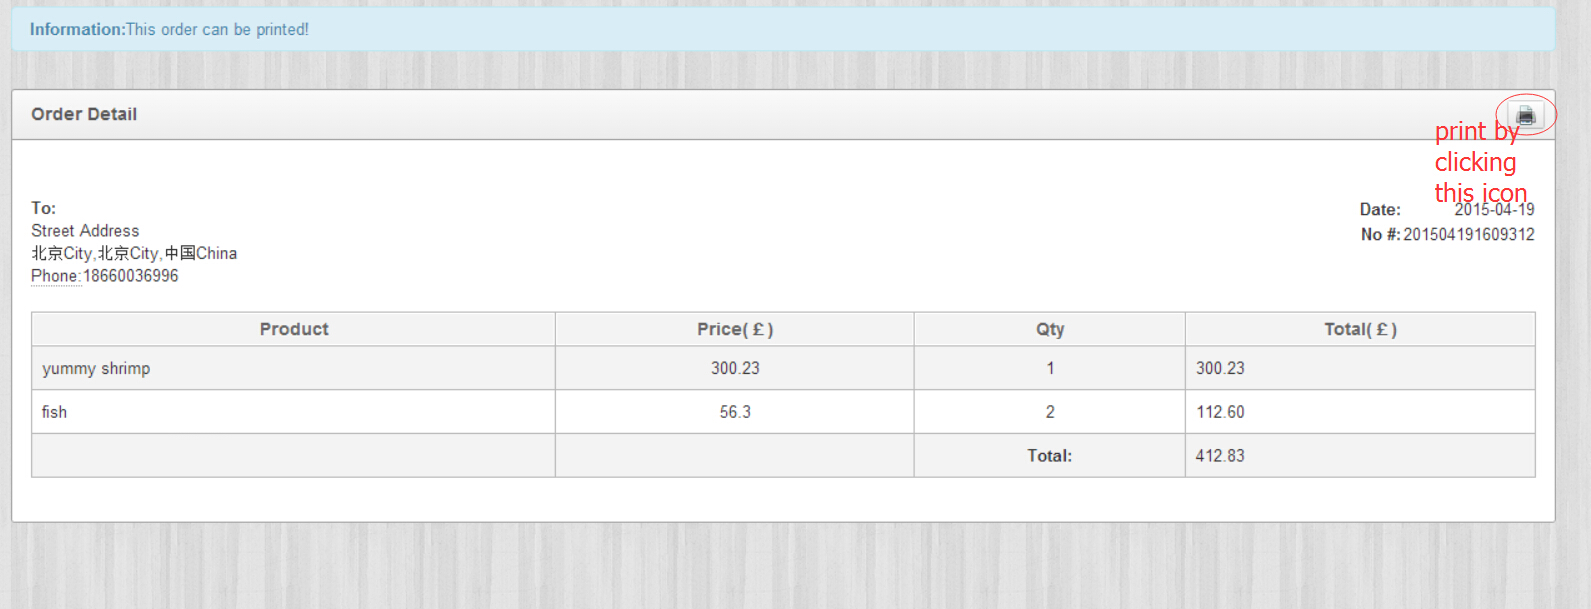 Information:This order can be printed!
Order Detail
print by
clicking
this icon
To:
Street Address
北京City,北京City,中国China
Phone:18660036996
Date: 2015-04-19
No #: 201504191609312
Product Price( £ ) Qty Total( £ )
yummy shrimp 300.23 1 300.23
fish 56.3 2 112.60
Total: 412.83